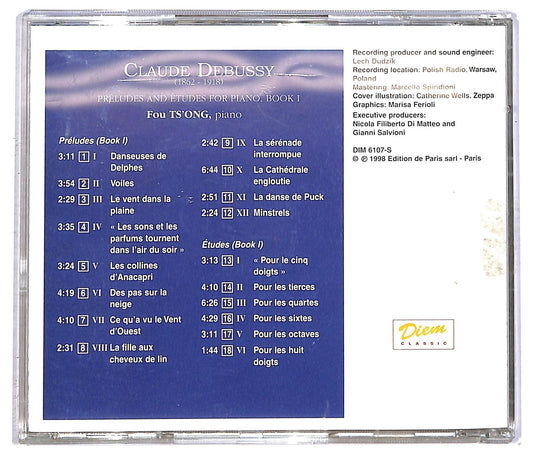 CLAUDE DEBUSSY
(1862 - 1918)
PRÉLUDES AND ÉTUDES FOR PIANO, BOOK I
FOU TS'ONG, piano
Préludes (Book I)
3:11 1 I Danseuses de
Delphes
3:54 2 II Voiles
2:29 3 III Le vent dans la
plaine
3:35 4 IV « Les sons et les
parfums tournent
dans l'air du soir »
3:24 5 V Les collines
d'Anacapri
4:19 6 VI Des pas sur la
neige
4:10 7 VII Ce qu'a vu le Vent
d'Ouest
2:31 8 VIII La fille aux
cheveux de lin
2:42 9 IX La sérénade
interrompue
6:44 10 X La Cathédrale
engloutie
2:51 11 XI La danse de Puck
2:24 12 XII Minstrels
Études (Book I)
3:13 13 I « Pour le cinq
doigts »
4:10 14 II Pour les tierces
6:26 15 III Pour les quartes
4:29 16 IV Pour les sixtes
3:11 17 V Pour les octaves
1:44 18 VI Pour les huit
doigts
Recording producer and sound engineer:
Lech Dudzik
Recording location: Polish Radio, Warsaw,
Poland
Mastering: Marcello Spiridioni
Cover illustration: Catherine Wells, Zeppa
Graphics: Marisa Ferioli
Executive producers:
Nicola Filiberto Di Matteo and
Gianni Salvioni
DIM 6107-S
© ℗ 1998 Edition de Paris sarl - Paris
Diem
CLASSIC